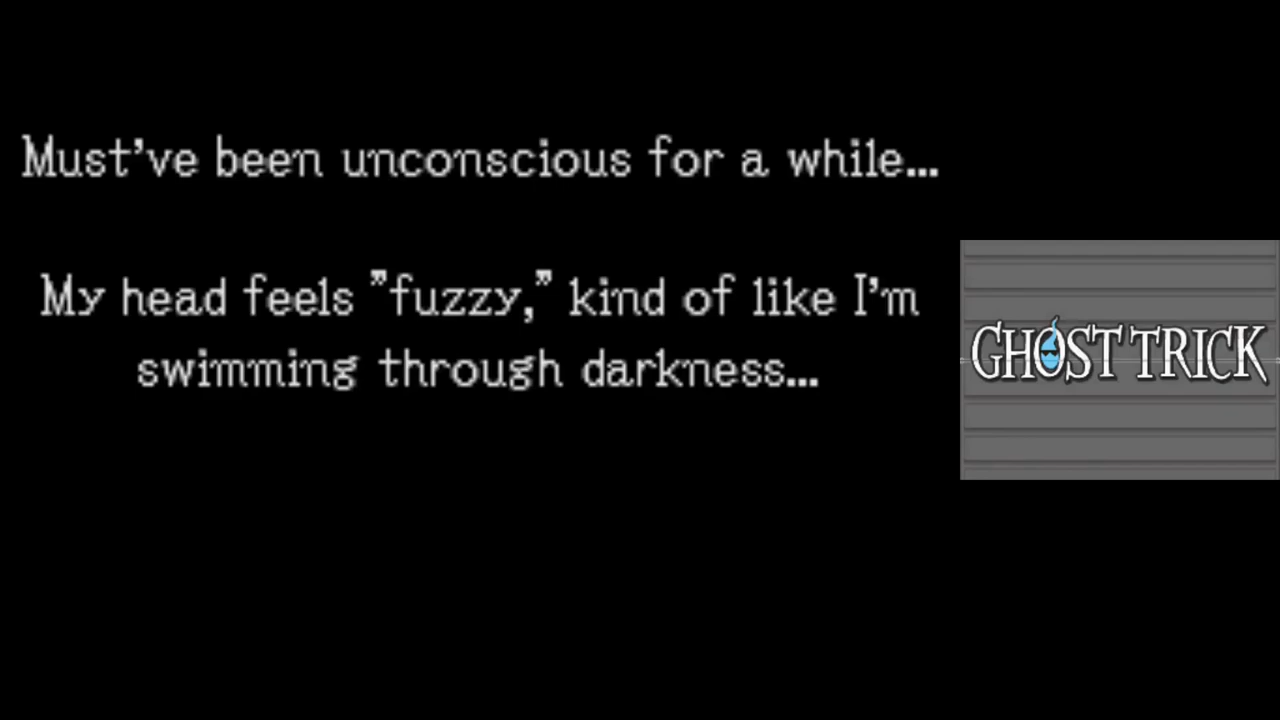 Must've been unconscious for a while...
My head feels "fuzzy," kind of like I'm
swimming through darkness...
GHOST TRICK